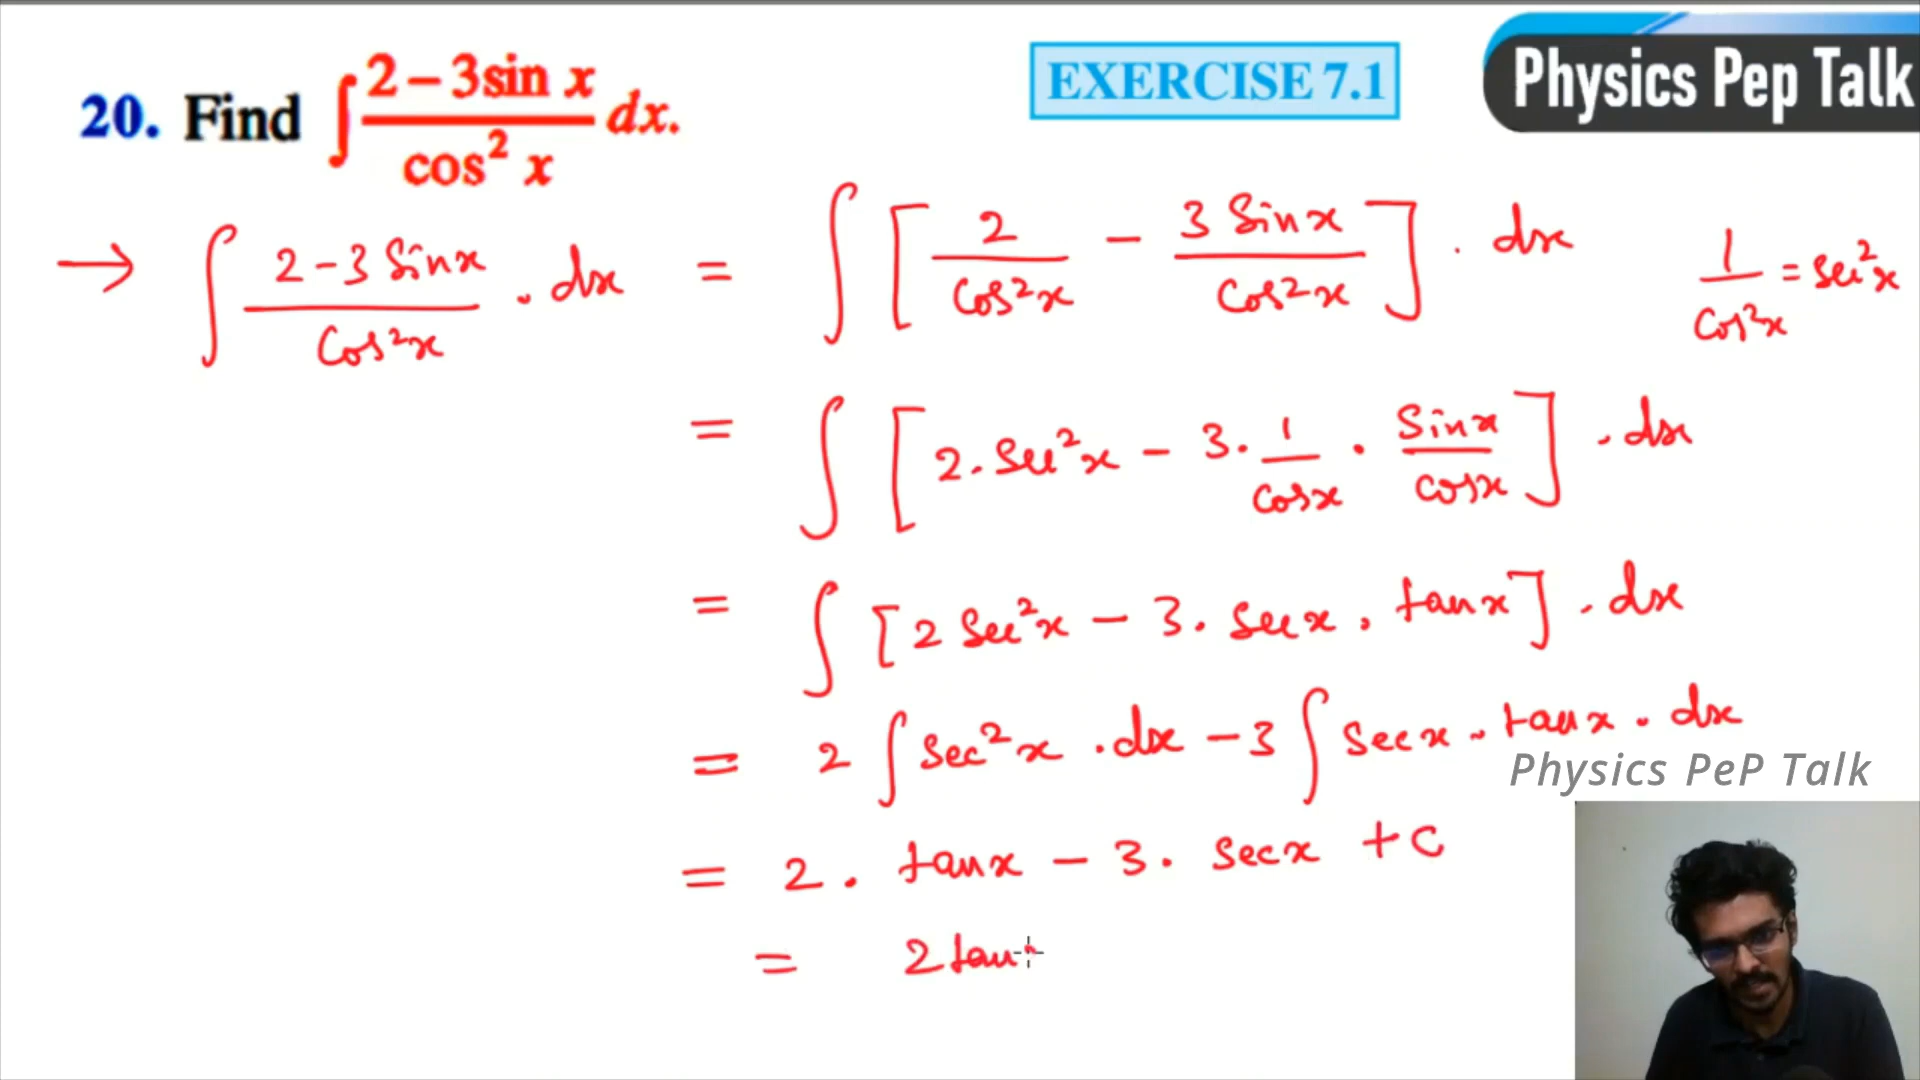 20. Find ∫ (2 – 3 sin x)/(cos² x) dx.
EXERCISE 7.1
Physics Pep Talk
→ ∫ (2 - 3 Sinx)/(Cos²x) . dx = ∫ [ 2/(Cos²x) - (3 Sinx)/(Cos²x) ] . dx
1/(Cos²x) = Sec²x
= ∫ [ 2 . Sec²x - 3 . 1/(Cosx) . (Sinx)/(Cosx) ] . dx
= ∫ [ 2 Sec²x - 3 . Secx . tanx ] . dx
= 2 ∫ Sec²x . dx - 3 ∫ Secx . tanx . dx
Physics PeP Talk
= 2 . tanx - 3 . Secx + C
= 2 tan